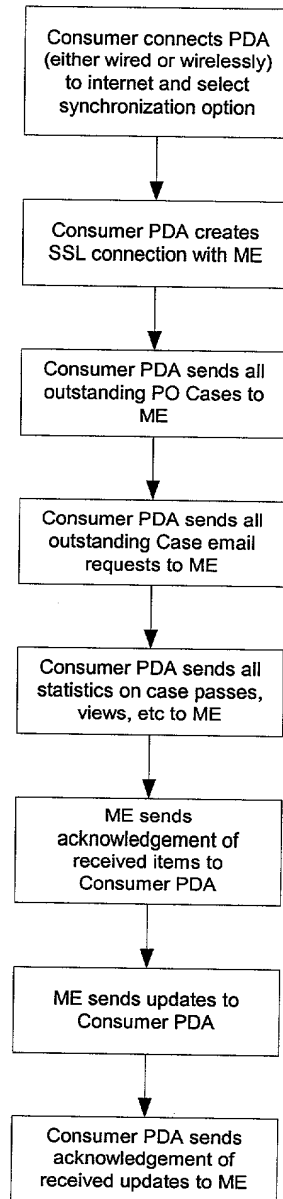 Consumer connects PDA
(either wired or wirelessly)
to internet and select
synchronization option
Consumer PDA creates
SSL connection with ME
Consumer PDA sends all
outstanding PO Cases to
ME
Consumer PDA sends all
outstanding Case email
requests to ME
Consumer PDA sends all
statistics on case passes,
views, etc to ME
ME sends
acknowledgement of
received items to
Consumer PDA
ME sends updates to
Consumer PDA
Consumer PDA sends
acknowledgement of
received updates to ME